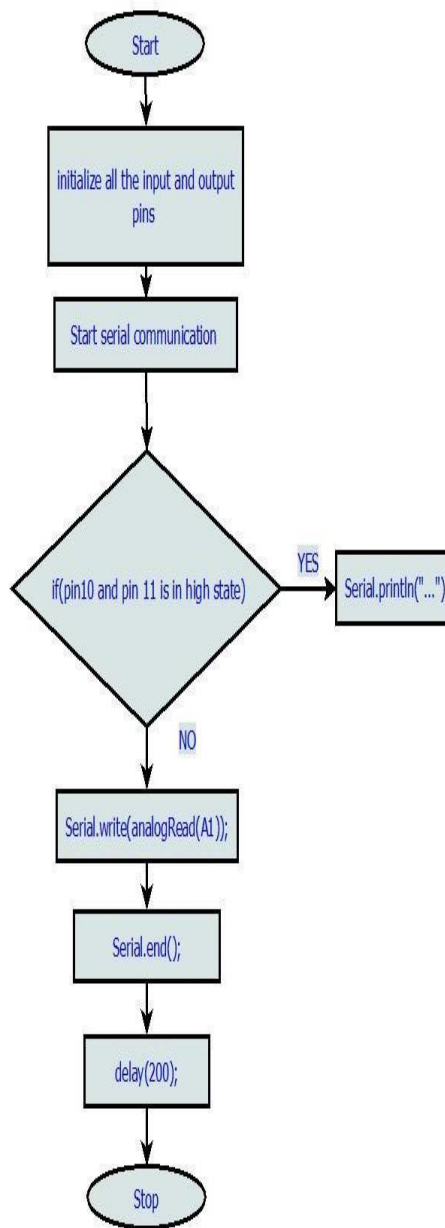 Start
initialize all the input and output
pins
Start serial communication
if(pin10 and pin 11 is in high state)
YES
Serial.println("...")
NO
Serial.write(analogRead(A1));
Serial.end();
delay(200);
Stop